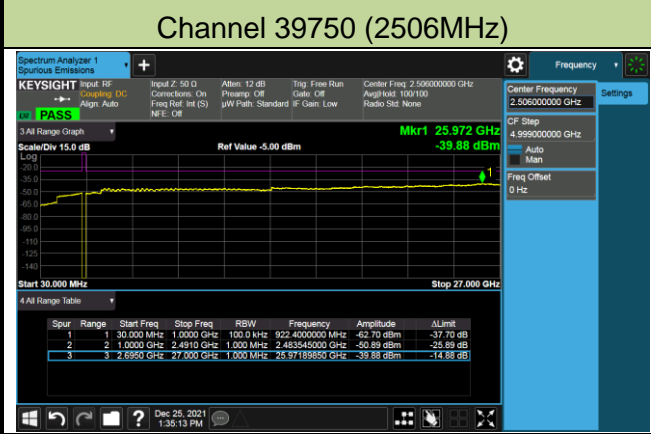 Channel 39750 (2506MHz)
Spectrum Analyzer 1
Spurious Emissions
Frequency
KEYSIGHT Input: RF Input Z: 50 Ω Atten: 12 dB Trig: Free Run Center Freq: 2.506000000 GHz
Coupling: DC Corrections: On Preamp: Off Gate: Off Avg|Hold: 100/100
Align: Auto Freq Ref: Int (S) µW Path: Standard IF Gain: Low Radio Std: None
NFE: Off
LM PASS
Center Frequency
2.506000000 GHz
Settings
CF Step
4.999000000 GHz
Auto
Man
Freq Offset
0 Hz
3 All Range Graph
Mkr1 25.972 GHz
Scale/Div 15.0 dB Ref Value -5.00 dBm -39.88 dBm
Log
-20.0
-35.0
-50.0
-65.0
-80.0
-95.0
-110
-125
-140
1
Start 30.000 MHz Stop 27.000 GHz
4 All Range Table
Spur Range Start Freq Stop Freq RBW Frequency Amplitude ΔLimit
1 1 30.000 MHz 1.0000 GHz 100.0 kHz 922.4000000 MHz -62.70 dBm -37.70 dB
2 2 1.0000 GHz 2.4910 GHz 1.000 MHz 2.483545000 GHz -50.89 dBm -25.89 dB
3 3 2.6950 GHz 27.000 GHz 1.000 MHz 25.97189850 GHz -39.88 dBm -14.88 dB
Dec 25, 2021
1:35:13 PM